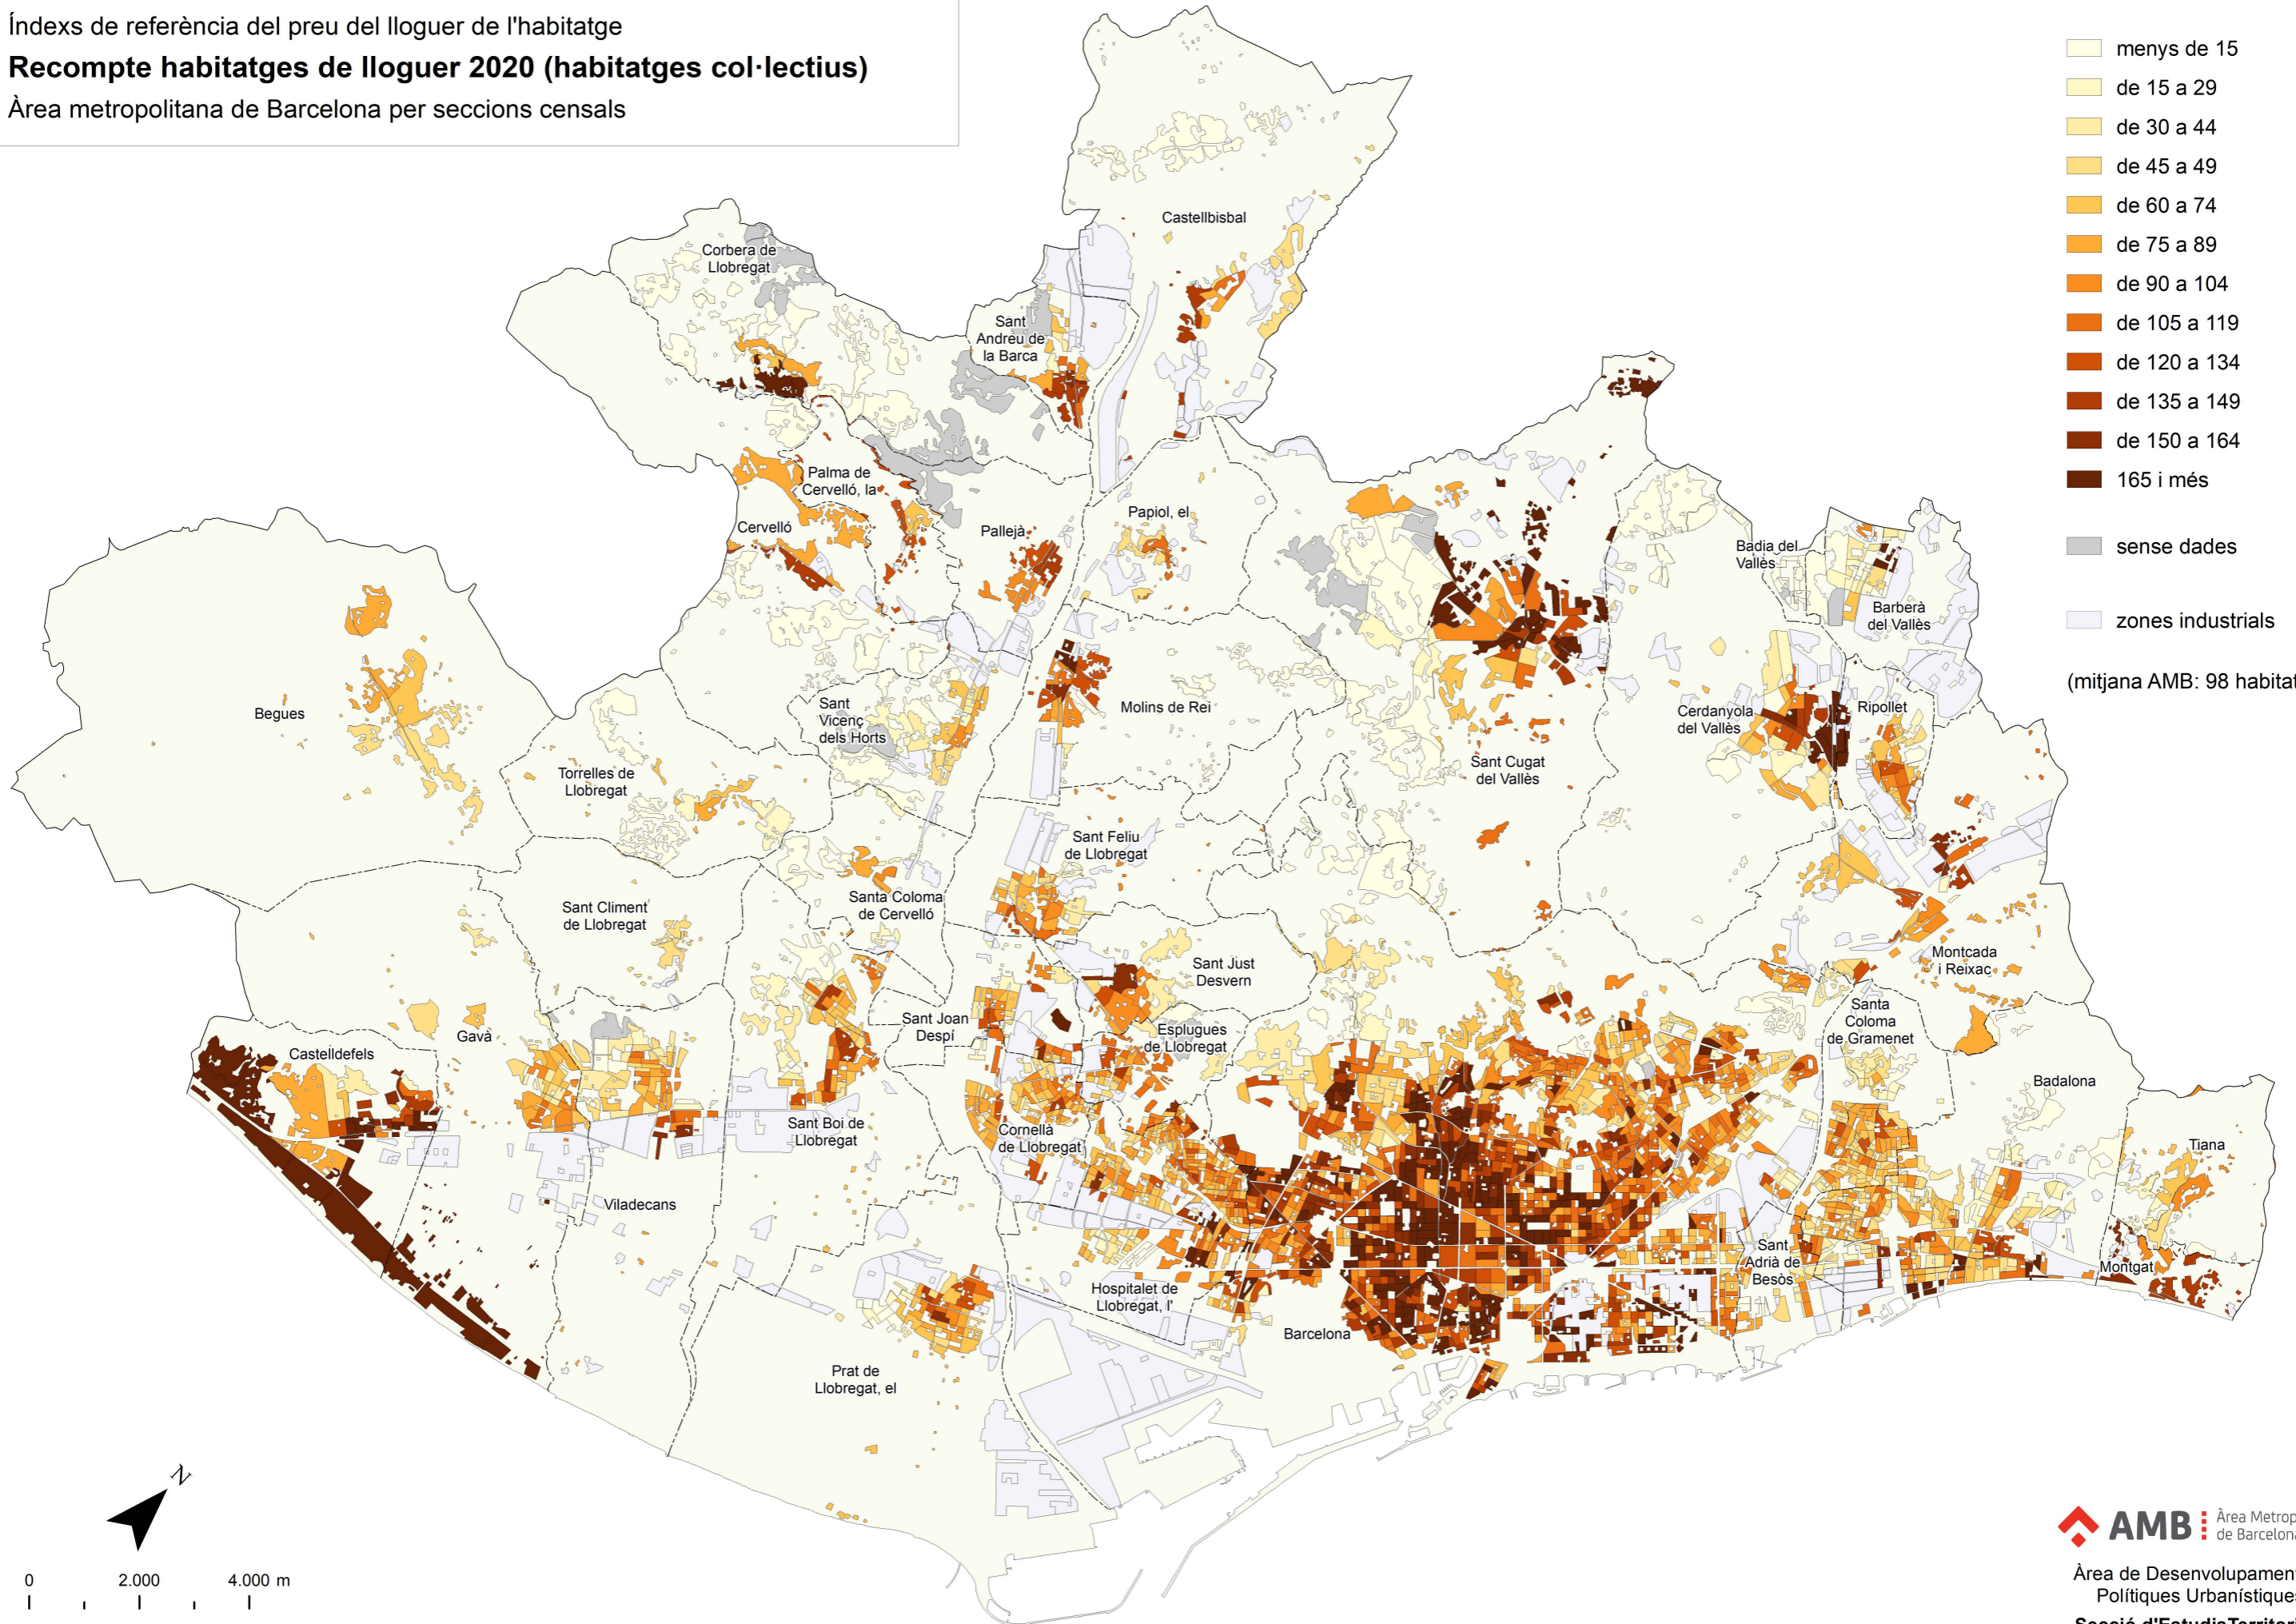 Índexs de referència del preu del lloguer de l'habitatge
Recompte habitatges de lloguer 2020 (habitatges col·lectius)
Àrea metropolitana de Barcelona per seccions censals
menys de 15
de 15 a 29
de 30 a 44
de 45 a 49
de 60 a 74
de 75 a 89
de 90 a 104
de 105 a 119
de 120 a 134
de 135 a 149
de 150 a 164
165 i més
sense dades
zones industrials
(mitjana AMB: 98 habitat
Castellbisbal
Corbera de
Llobregat
Sant
Andreu de
la Barca
Palma de
Cervelló, la
Cervelló
Pallejà
Papiol, el
Badia del
Vallès
Barberà
del Vallès
Begues
Sant
Vicenç
dels Horts
Molins de Rei
Cerdanyola
del Vallès
Ripollet
Torrelles de
Llobregat
Sant Cugat
del Vallès
Sant Feliu
de Llobregat
Santa Coloma
de Cervelló
Sant Climent
de Llobregat
Sant Just
Desvern
Montcada
i Reixac
Santa
Coloma
de Gramenet
Sant Joan
Despí
Esplugues
de Llobregat
Gavà
Castelldefels
Badalona
Sant Boi de
Llobregat
Cornellà
de Llobregat
Tiana
Viladecans
Sant
Adrià de
Besòs
Montgat
Hospitalet de
Llobregat, l'
Barcelona
Prat de
Llobregat, el
N
0 2.000 4.000 m
AMB
Àrea Metrop
de Barcelona
Àrea de Desenvolupament
Polítiques Urbanístiques
Secció d'EstudisTerritori